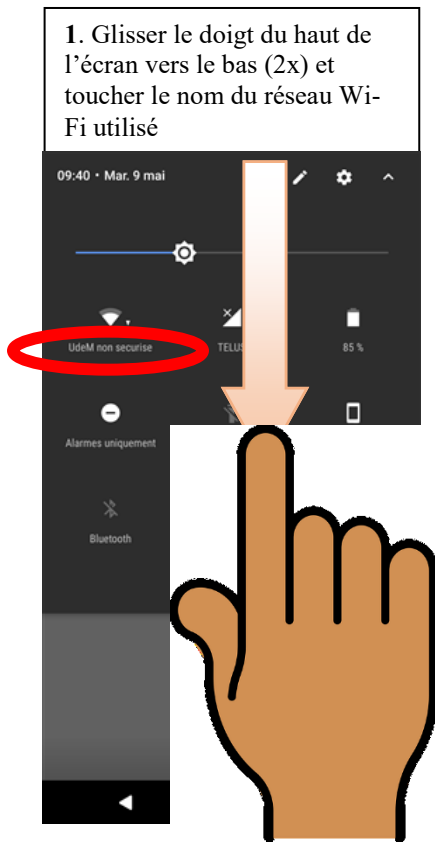 1. Glisser le doigt du haut de
l’écran vers le bas (2x) et
toucher le nom du réseau Wi-
Fi utilisé
09:40 • Mar. 9 mai
UdeM non securise
85 %
Alarmes uniquement
Bluetooth